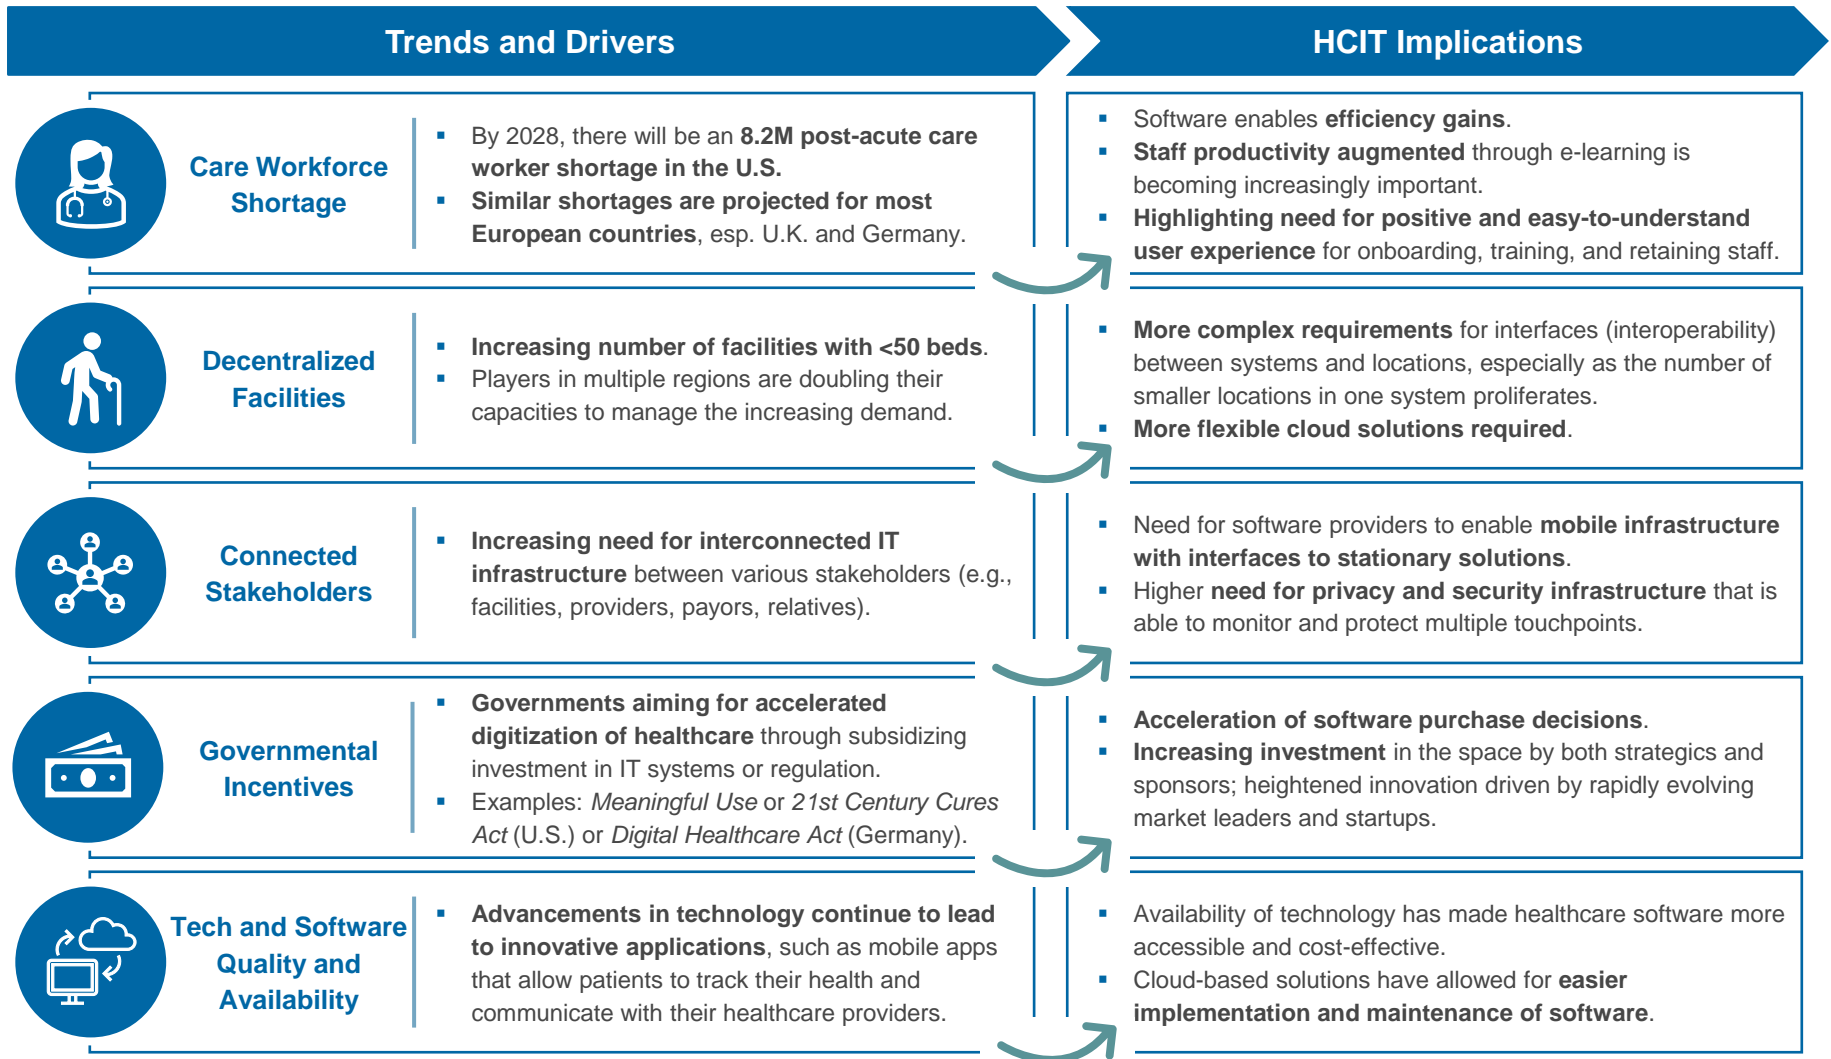 Trends and Drivers
HCIT Implications
Care Workforce
Shortage
▪ By 2028, there will be an 8.2M post-acute care
worker shortage in the U.S.
▪ Similar shortages are projected for most
European countries, esp. U.K. and Germany.
▪ Software enables efficiency gains.
▪ Staff productivity augmented through e-learning is
becoming increasingly important.
▪ Highlighting need for positive and easy-to-understand
user experience for onboarding, training, and retaining staff.
Decentralized
Facilities
▪ Increasing number of facilities with <50 beds.
▪ Players in multiple regions are doubling their
capacities to manage the increasing demand.
▪ More complex requirements for interfaces (interoperability)
between systems and locations, especially as the number of
smaller locations in one system proliferates.
▪ More flexible cloud solutions required.
Connected
Stakeholders
▪ Increasing need for interconnected IT
infrastructure between various stakeholders (e.g.,
facilities, providers, payors, relatives).
▪ Need for software providers to enable mobile infrastructure
with interfaces to stationary solutions.
▪ Higher need for privacy and security infrastructure that is
able to monitor and protect multiple touchpoints.
Governmental
Incentives
▪ Governments aiming for accelerated
digitization of healthcare through subsidizing
investment in IT systems or regulation.
▪ Examples: Meaningful Use or 21st Century Cures
Act (U.S.) or Digital Healthcare Act (Germany).
▪ Acceleration of software purchase decisions.
▪ Increasing investment in the space by both strategics and
sponsors; heightened innovation driven by rapidly evolving
market leaders and startups.
Tech and Software
Quality and
Availability
▪ Advancements in technology continue to lead
to innovative applications, such as mobile apps
that allow patients to track their health and
communicate with their healthcare providers.
▪ Availability of technology has made healthcare software more
accessible and cost-effective.
▪ Cloud-based solutions have allowed for easier
implementation and maintenance of software.